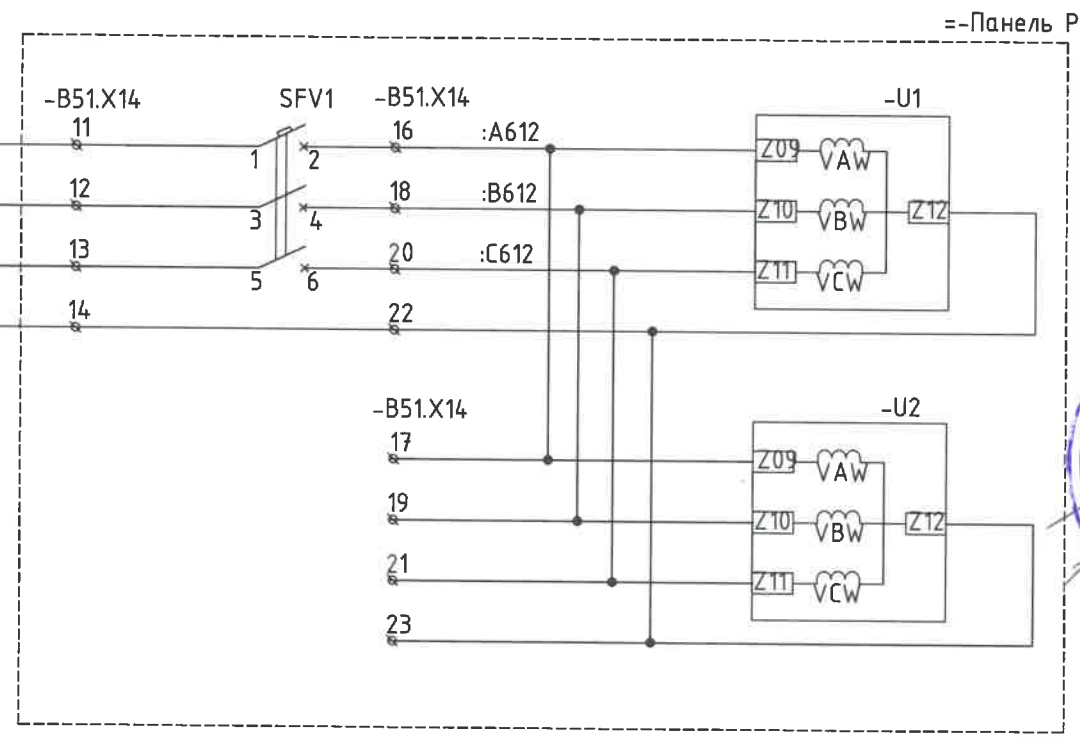 =-Панель Р
-B51.X14 SFV1 -B51.X14 -U1
11 16 :A612
1 2 Z09 VAW
12 18 :B612
3 4 Z10 VBW Z12
13 20 :C612
5 6 Z11 VCW
14 22
-B51.X14 -U2
17
Z09 VAW
19
Z10 VBW Z12
21
Z11 VCW
23